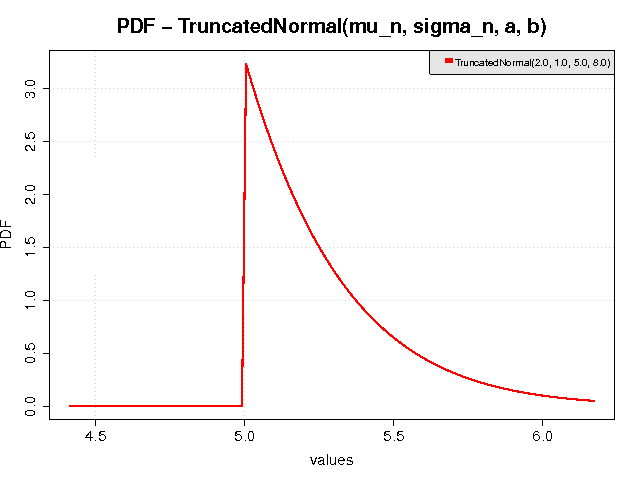 PDF - TruncatedNormal(mu_n, sigma_n, a, b)
TruncatedNormal(2.0, 1.0, 5.0, 8.0)
PDF
3.0
2.5
2.0
1.5
1.0
0.5
0.0
4.5 5.0 5.5 6.0
values